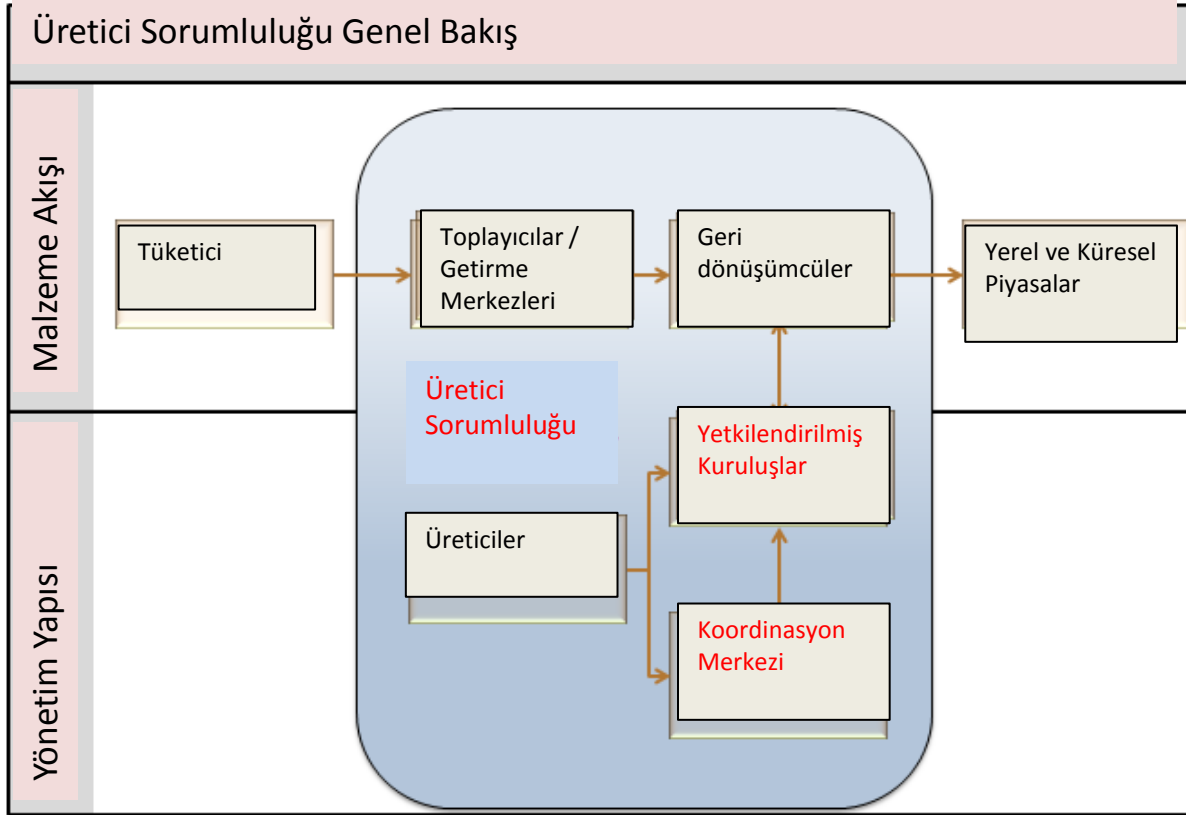 Üretici Sorumluluğu Genel Bakış
Malzeme Akışı
Tüketici
Toplayıcılar /
Getirme
Merkezleri
Geri
dönüşümcüler
Yerel ve Küresel
Piyasalar
Üretici
Sorumluluğu
Yetkilendirilmiş
Kuruluşlar
Yönetim Yapısı
Üreticiler
Koordinasyon
Merkezi